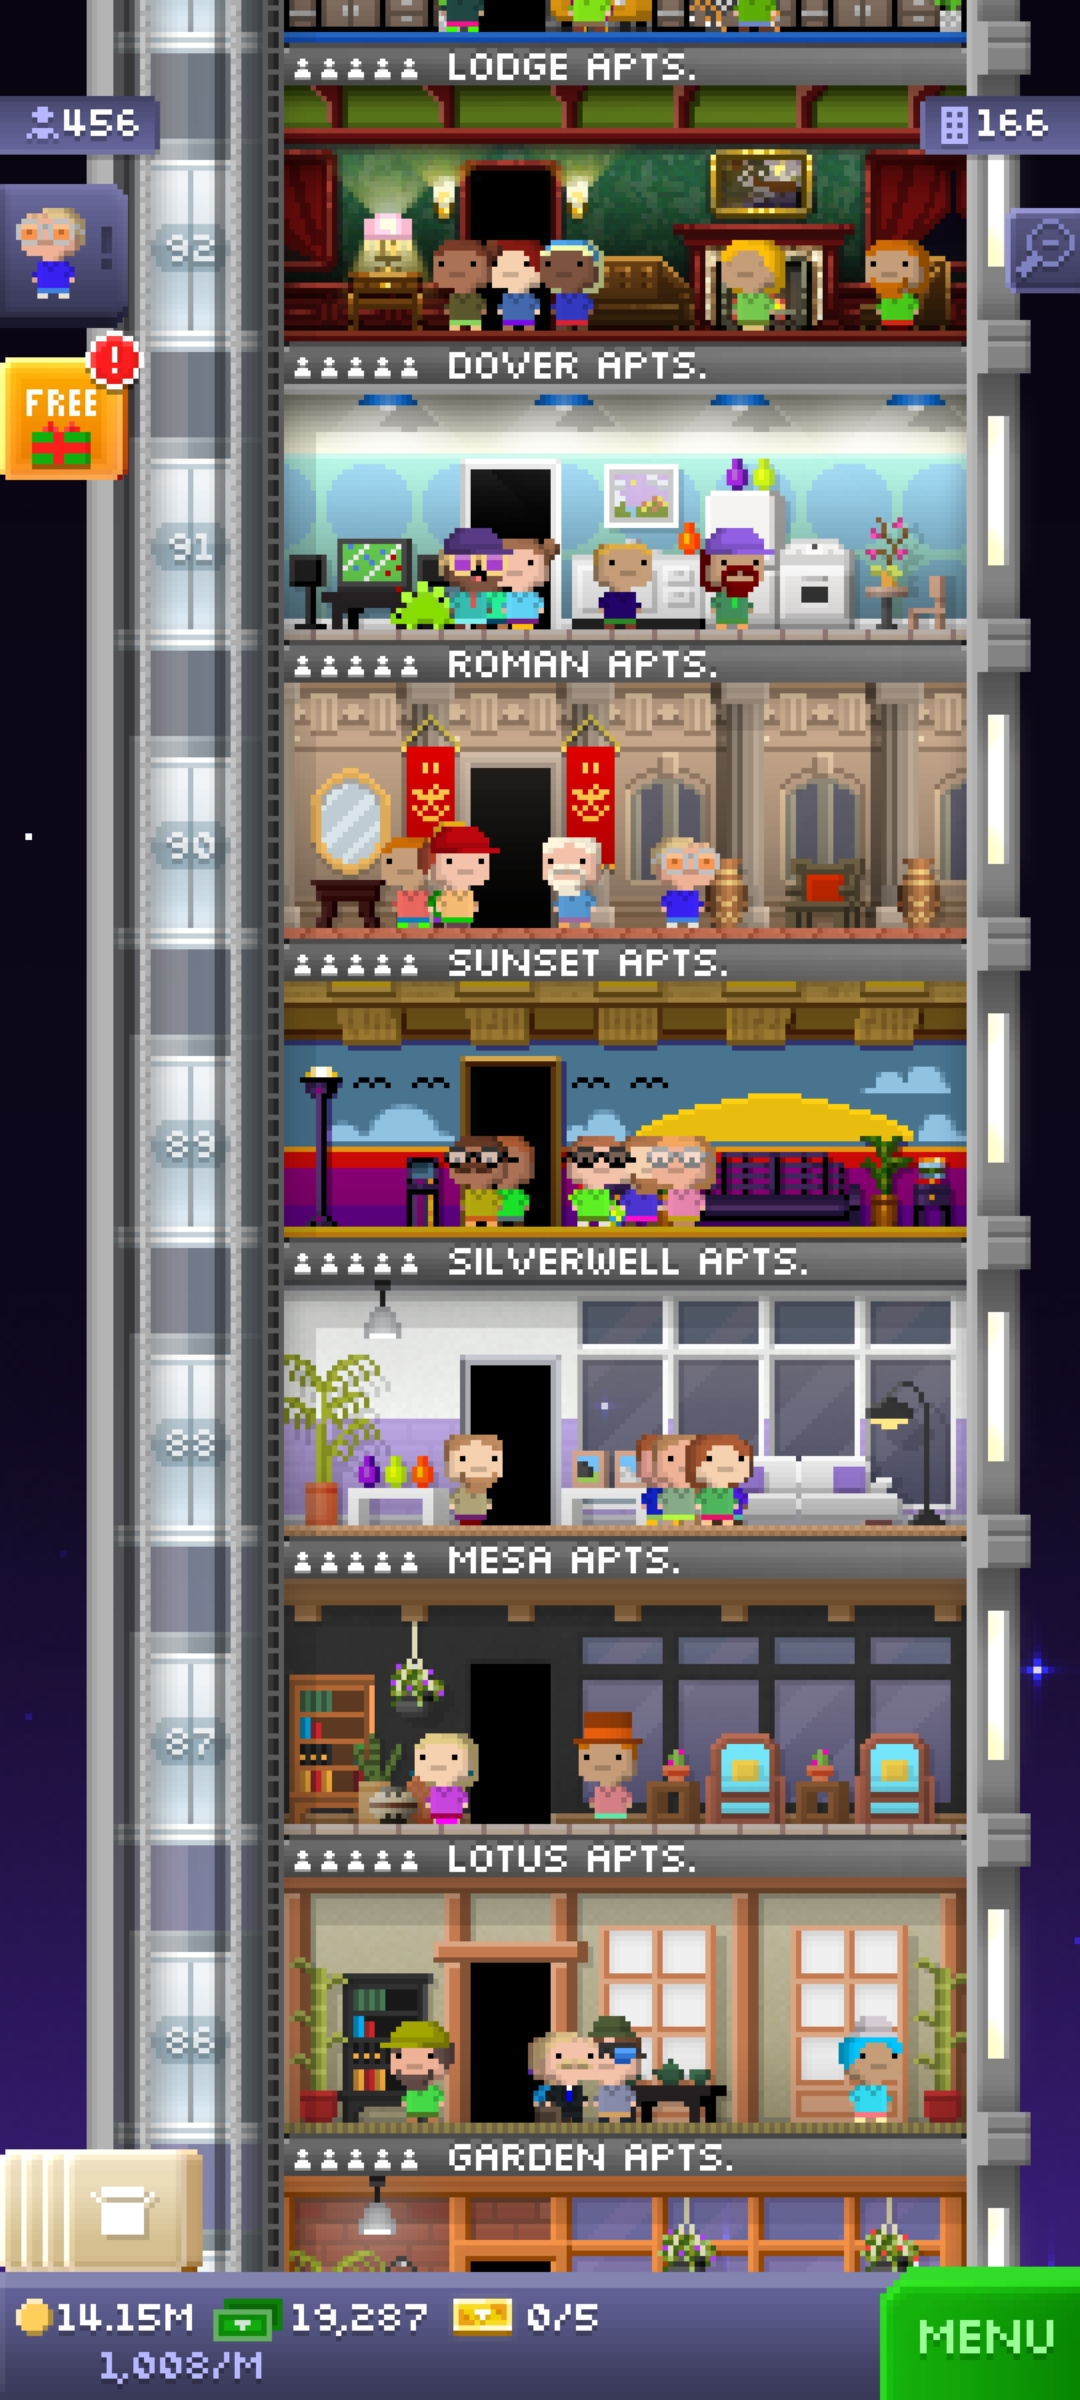 LODGE APTS.
456
166
92
!
!
FREE
DOVER APTS.
91
ROMAN APTS.
90
SUNSET APTS.
89
SILVERWELL APTS.
88
MESA APTS.
87
LOTUS APTS.
86
GARDEN APTS.
14.15M 19,287 0/5
1,008/M
MENU